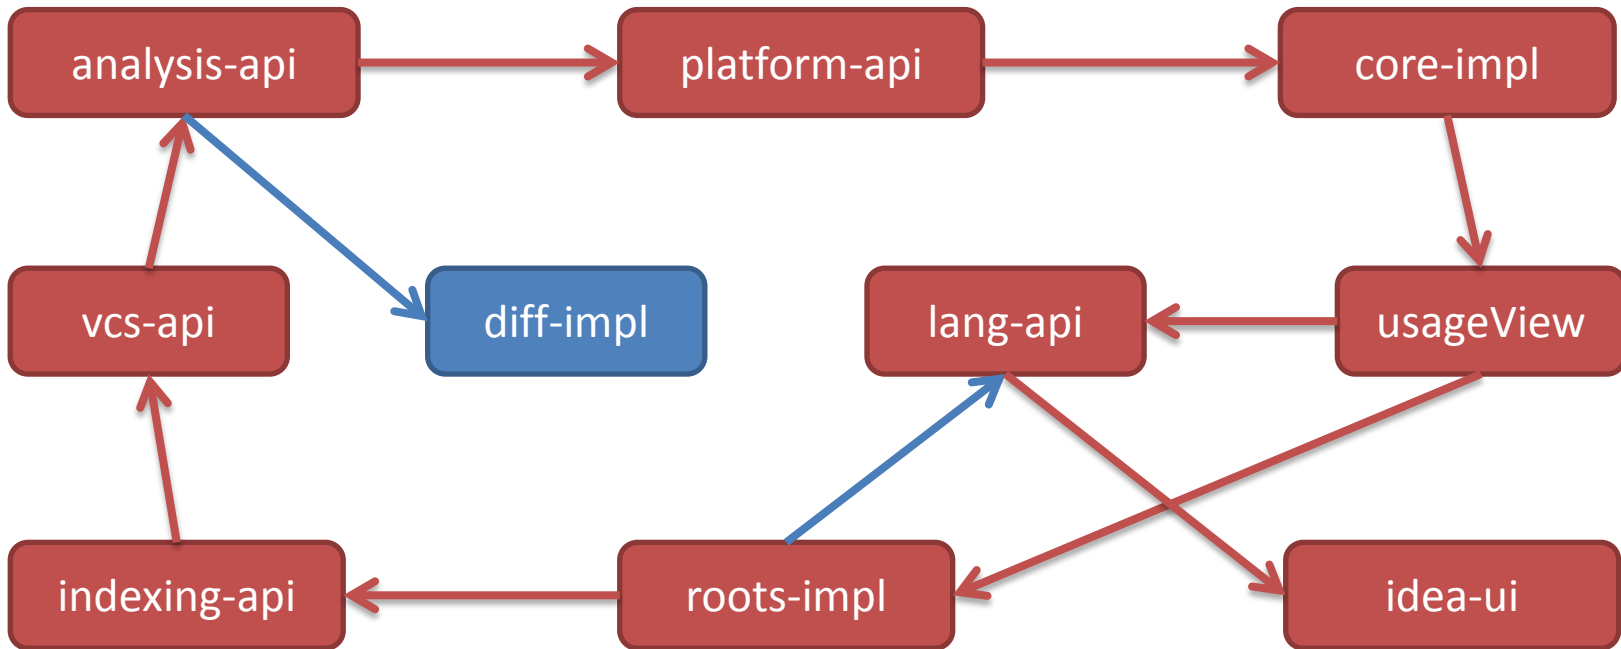 analysis-api
platform-api
core-impl
vcs-api
diff-impl
lang-api
usageView
indexing-api
roots-impl
idea-ui